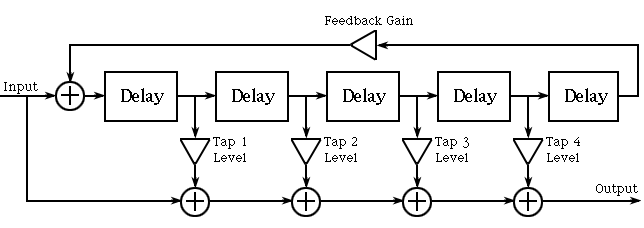 Feedback Gain
Input
Delay
Delay
Delay
Delay
Delay
Tap 1
Level
Tap 2
Level
Tap 3
Level
Tap 4
Level
Output